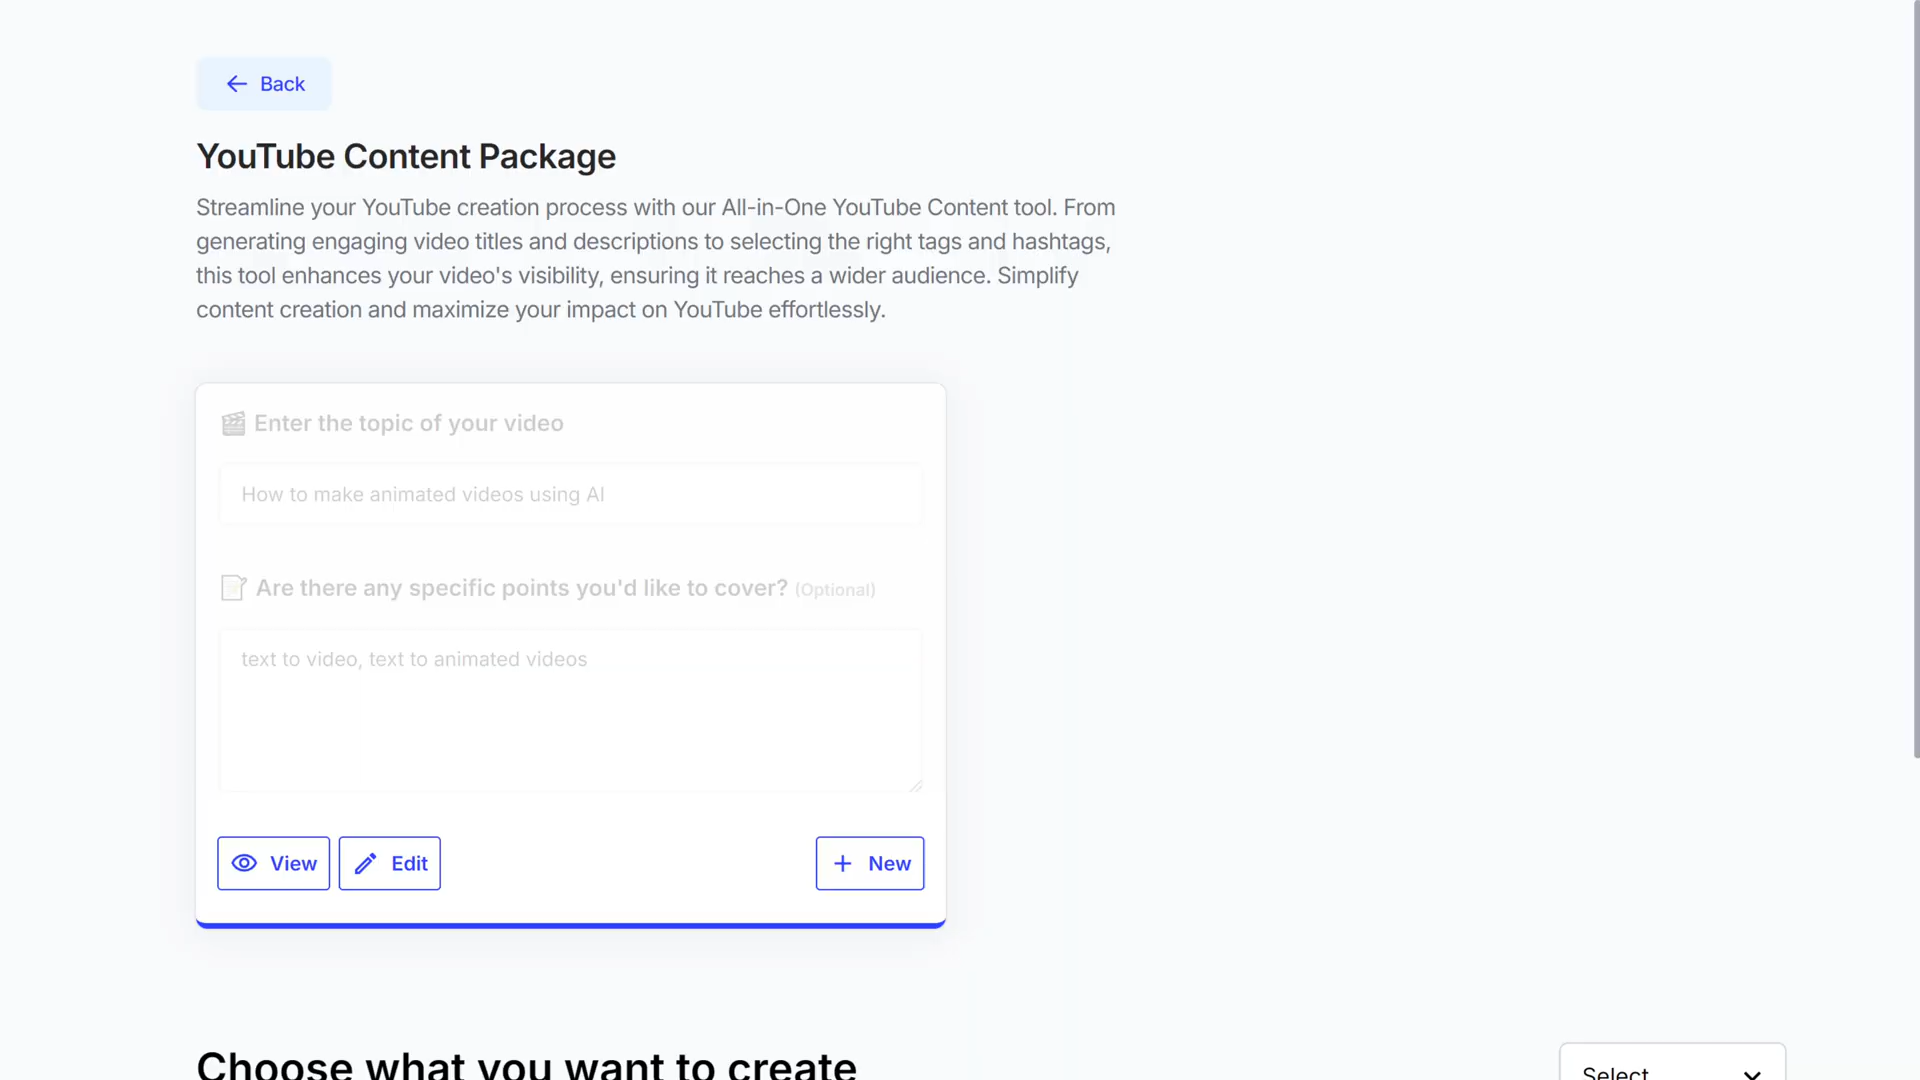 Back
YouTube Content Package
Streamline your YouTube creation process with our All-in-One YouTube Content tool. From
generating engaging video titles and descriptions to selecting the right tags and hashtags,
this tool enhances your video's visibility, ensuring it reaches a wider audience. Simplify
content creation and maximize your impact on YouTube effortlessly.
Enter the topic of your video
How to make animated videos using AI
Are there any specific points you'd like to cover? (Optional)
text to video, text to animated videos
View Edit New
Choose what you want to create
Select